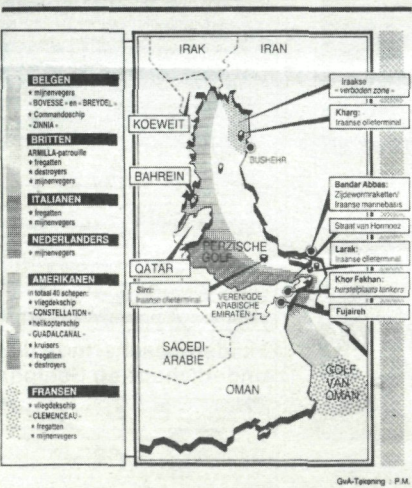 BELGEN
* mijnenvegers
«BOVESSE» en «BREYDEL»
* Commandoschip
«ZINNIA»
BRITTEN
ARMILLA-patrouille
* fregatten
* destroyers
* mijnenvegers
ITALIANEN
* fregatten
* mijnenvegers
NEDERLANDERS
* mijnenvegers
AMERIKANEN
in totaal 40 schepen:
* vliegdekschip
- CONSTELLATION -
* helikopterschip
- GUADALCANAL -
* kruisers
* fregatten
* destroyers
FRANSEN
* vliegdekschip
- CLEMENCEAU -
* fregatten
* mijnenvegers
IRAK
IRAN
KOEWEIT
BAHREIN
QATAR
BUSHEHR
PERZISCHE
GOLF
Sirri:
Iraanse olieterminal
VERENIGDE
ARABISCHE
EMIRATEN
SAOEDI-
ARABIE
OMAN
GOLF
VAN
OMAN
Iraakse
«verboden zone»
Kharg:
Iraanse olieterminal
Bandar Abbas:
Zijdewormraketten/
Iraanse marinebasis
Straat van Hormoez
Larak:
Iraanse olieterminal
Khor Fakhan:
herstelplaats tankers
Fujaireh
GvA-Tekening : P.M.